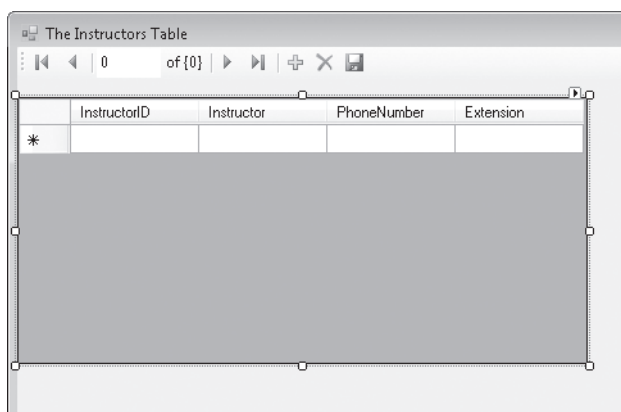 The Instructors Table
0 of {0}
InstructorID Instructor PhoneNumber Extension